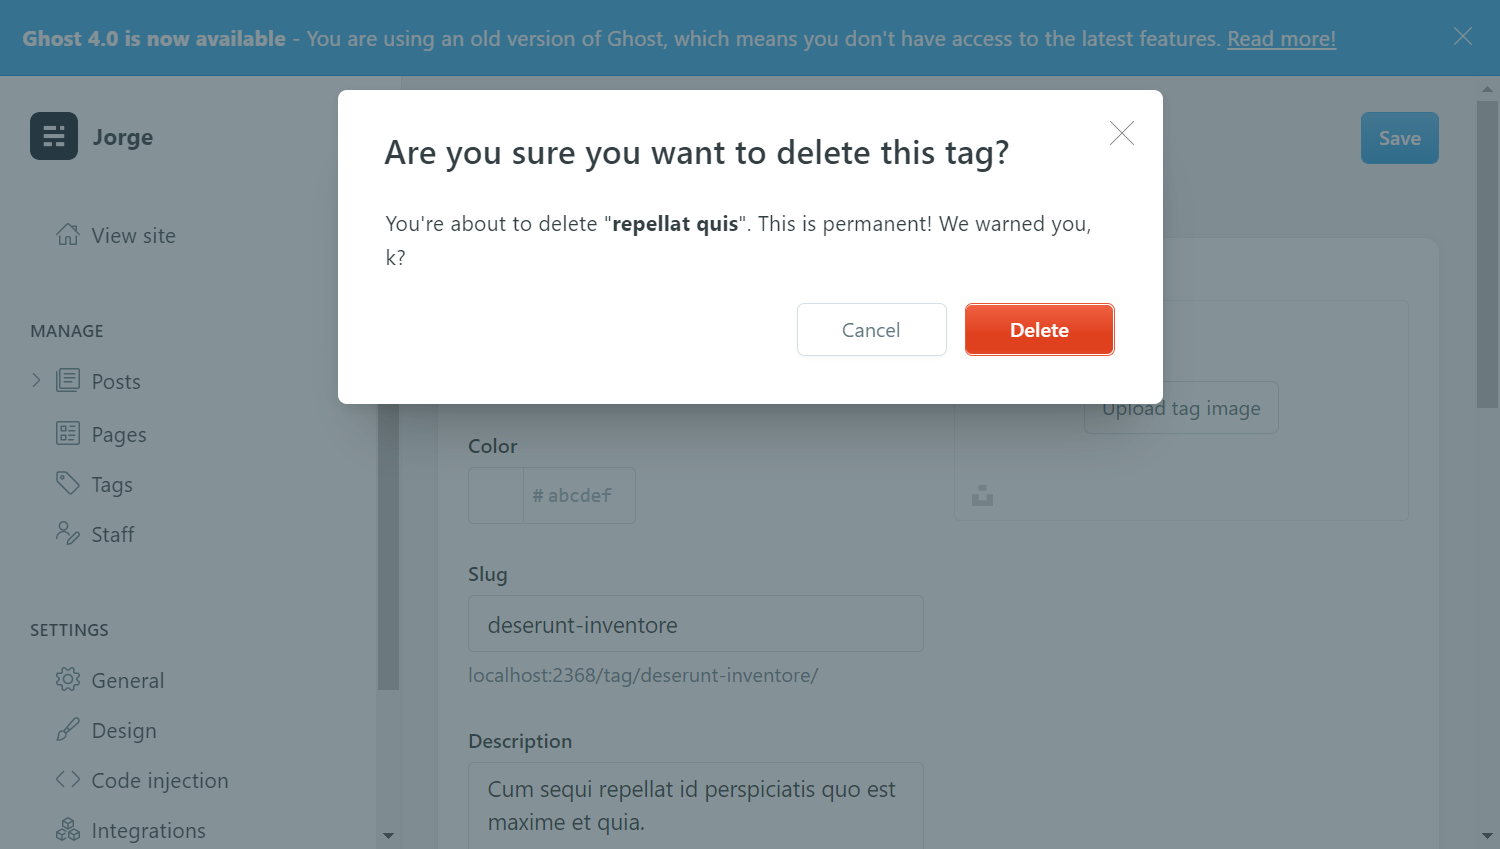 Ghost 4.0 is now available - You are using an old version of Ghost, which means you don't have access to the latest features. Read more!
Jorge
Save
View site
MANAGE
Posts
Pages
Tags
Staff
SETTINGS
General
Design
Code injection
Integrations
Are you sure you want to delete this tag?
You're about to delete "repellat quis". This is permanent! We warned you,
k?
Cancel
Delete
Upload tag image
Color
#abcdef
Slug
deserunt-inventore
localhost:2368/tag/deserunt-inventore/
Description
Cum sequi repellat id perspiciatis quo est
maxime et quia.